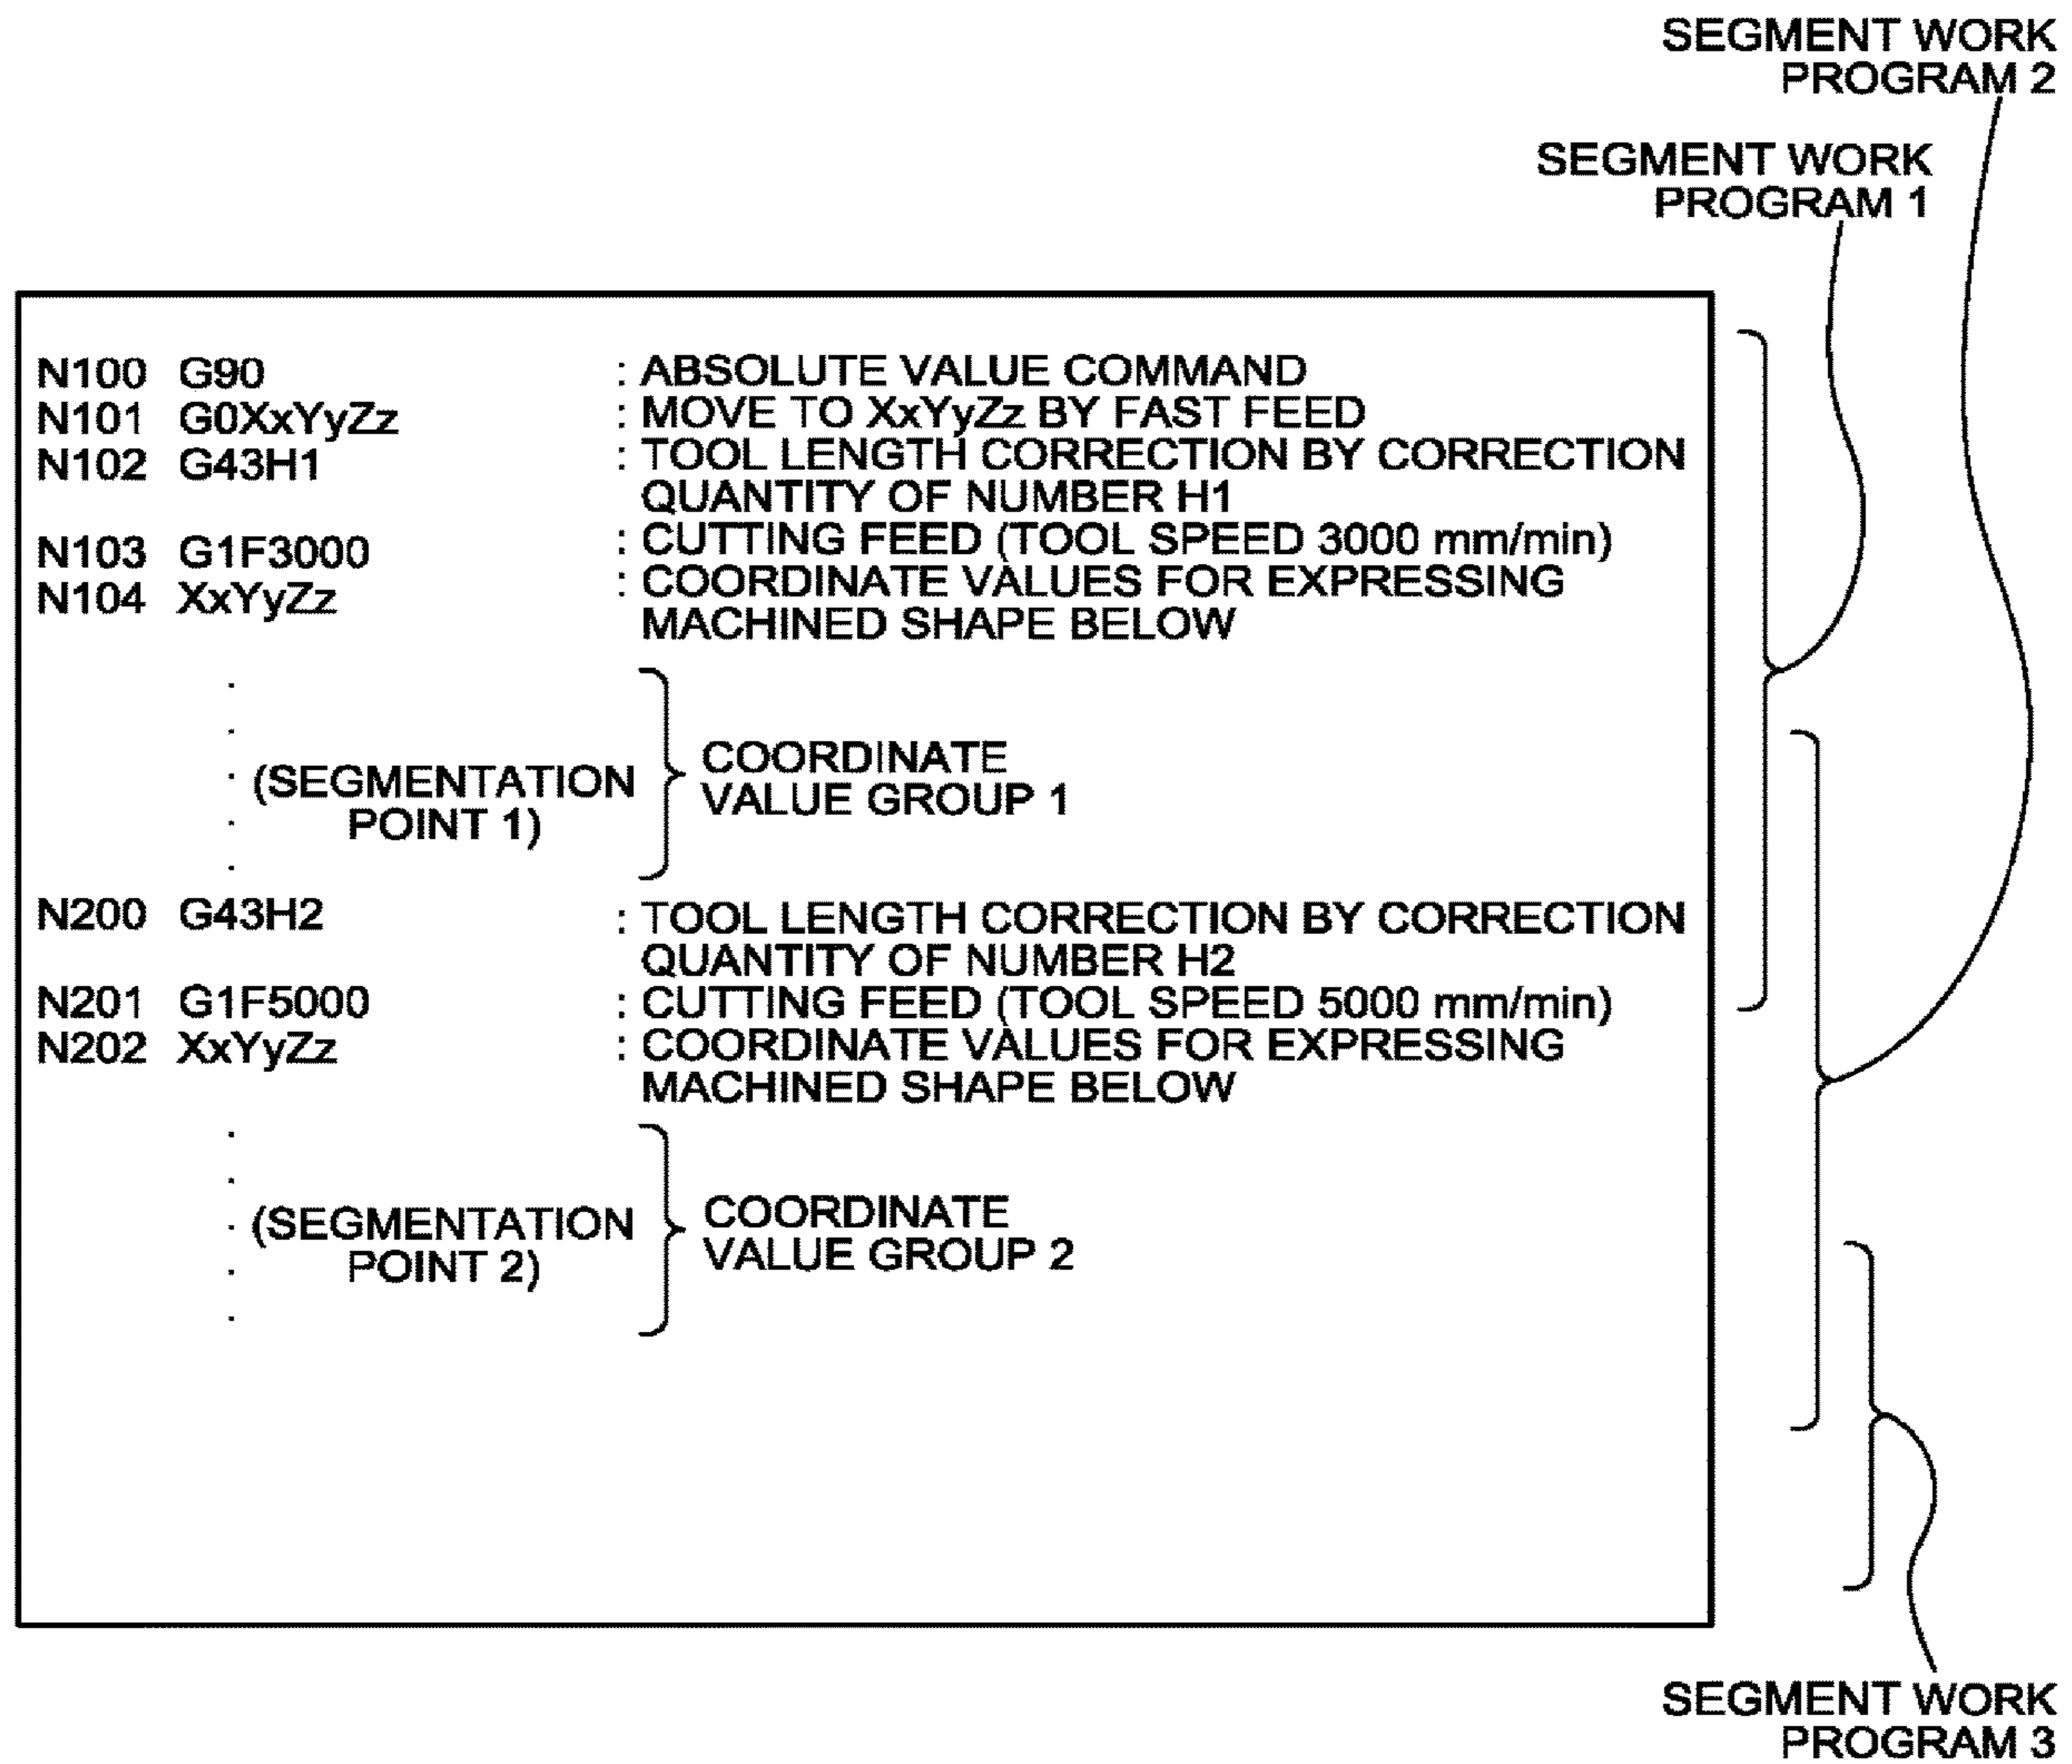 SEGMENT WORK
PROGRAM 2
SEGMENT WORK
PROGRAM 1
N100 G90 : ABSOLUTE VALUE COMMAND
N101 G0XxYyZz : MOVE TO XxYyZz BY FAST FEED
N102 G43H1 : TOOL LENGTH CORRECTION BY CORRECTION
QUANTITY OF NUMBER H1
N103 G1F3000 : CUTTING FEED (TOOL SPEED 3000 mm/min)
N104 XxYyZz : COORDINATE VALUES FOR EXPRESSING
MACHINED SHAPE BELOW
.
.
. (SEGMENTATION
POINT 1)
.
.
COORDINATE
VALUE GROUP 1
N200 G43H2 : TOOL LENGTH CORRECTION BY CORRECTION
QUANTITY OF NUMBER H2
N201 G1F5000 : CUTTING FEED (TOOL SPEED 5000 mm/min)
N202 XxYyZz : COORDINATE VALUES FOR EXPRESSING
MACHINED SHAPE BELOW
.
.
. (SEGMENTATION
POINT 2)
.
.
COORDINATE
VALUE GROUP 2
SEGMENT WORK
PROGRAM 3